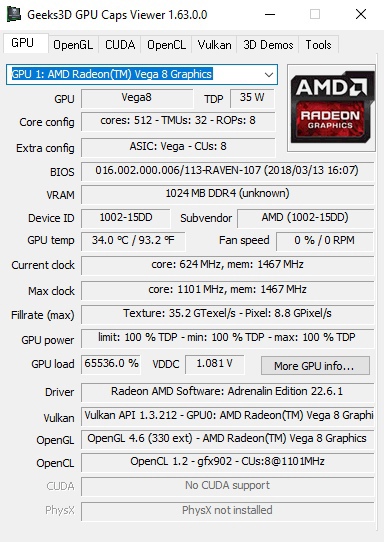 Geeks3D GPU Caps Viewer 1.63.0.0
GPU OpenGL CUDA OpenCL Vulkan 3D Demos Tools
GPU 1: AMD Radeon(TM) Vega 8 Graphics
AMD
RADEON
GRAPHICS
GPU Vega8 TDP 35 W
Core config cores: 512 - TMUs: 32 - ROPs: 8
Extra config ASIC: Vega - CUs: 8
BIOS 016.002.000.006/113-RAVEN-107 (2018/03/13 16:07)
VRAM 1024 MB DDR4 (unknown)
Device ID 1002-15DD Subvendor AMD (1002-15DD)
GPU temp 34.0 °C / 93.2 °F Fan speed 0 % / 0 RPM
Current clock core: 624 MHz, mem: 1467 MHz
Max clock core: 1101 MHz, mem: 1467 MHz
Fillrate (max) Texture: 35.2 GTexel/s - Pixel: 8.8 GPixel/s
GPU power limit: 100 % TDP - min: 100 % TDP - max: 100 % TDP
GPU load 65536.0 % VDDC 1.081 V More GPU info...
Driver Radeon AMD Software: Adrenalin Edition 22.6.1
Vulkan Vulkan API 1.3.212 - GPU0: AMD Radeon(TM) Vega 8 Graphi
OpenGL OpenGL 4.6 (330 ext) - AMD Radeon(TM) Vega 8 Graphics
OpenCL OpenCL 1.2 - gfx902 - CUs:8@1101MHz
CUDA No CUDA support
PhysX PhysX not installed